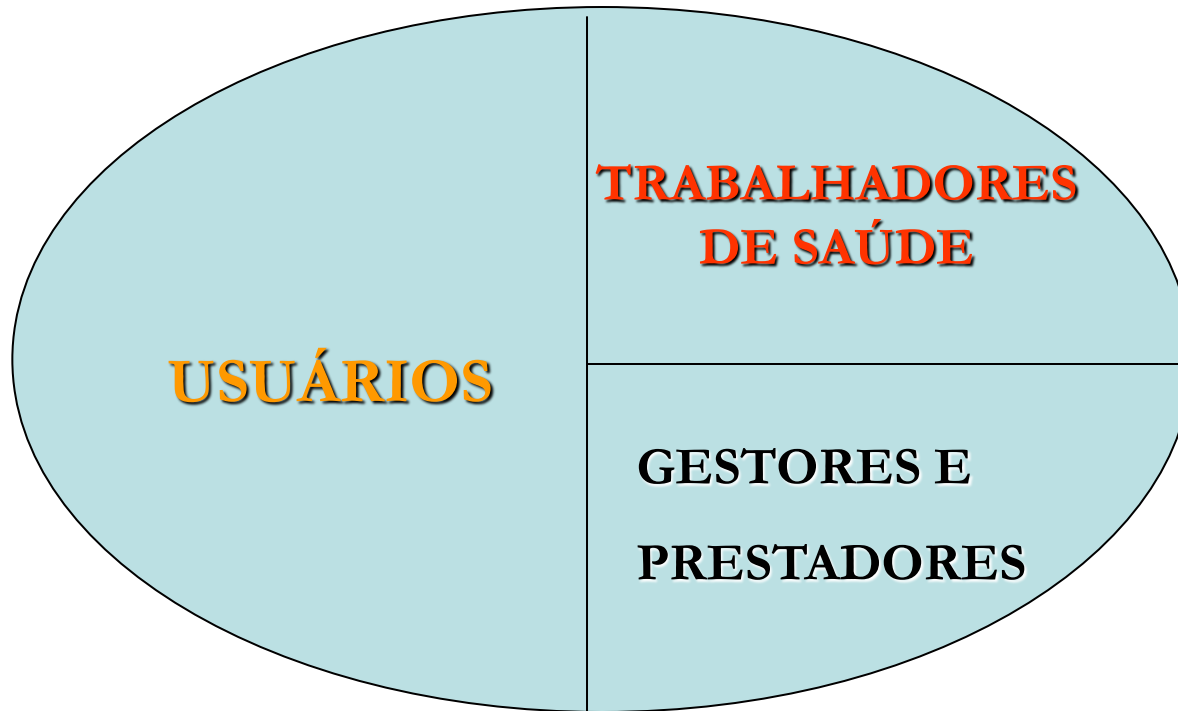 USUÁRIOS
TRABALHADORES
DE SAÚDE
GESTORES E
PRESTADORES